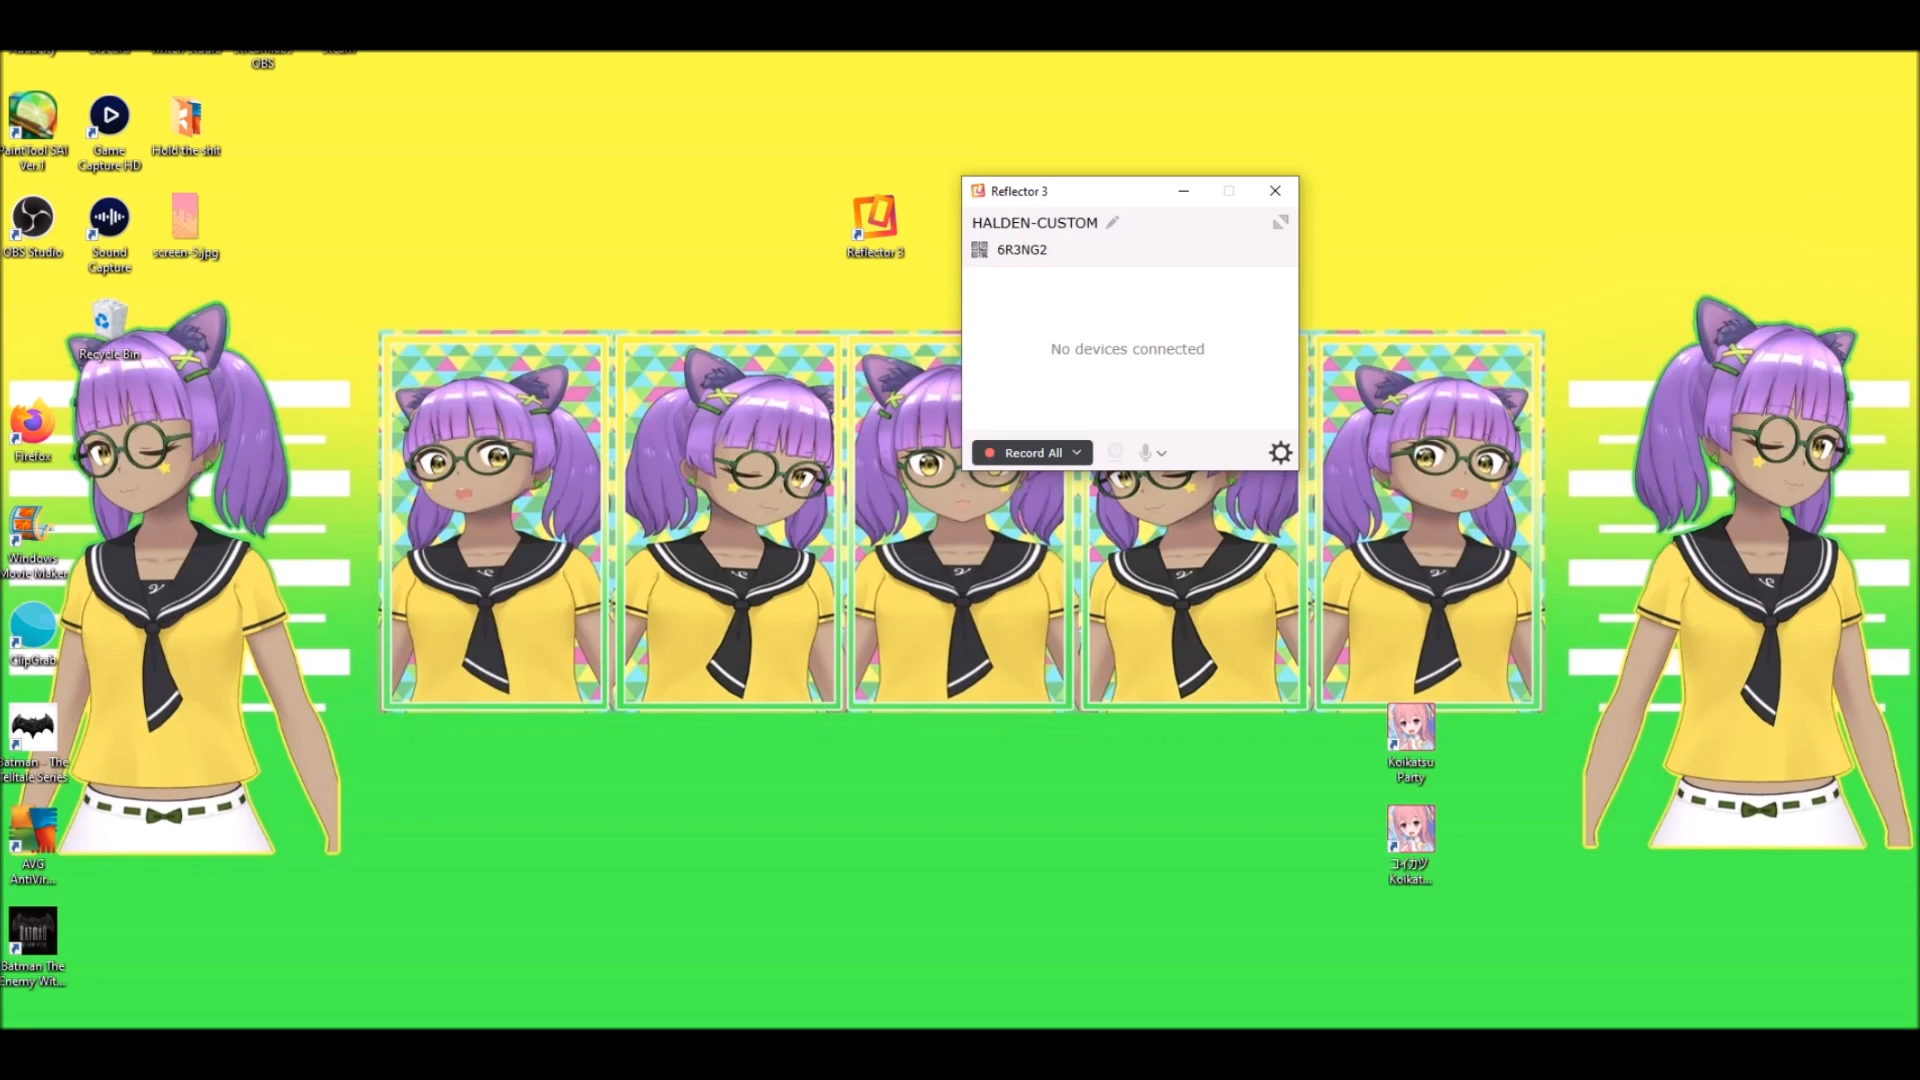 OBS
PaintTool SAI
Ver.1
Game
Capture HD
Hold the shit
OBS Studio
Sound
Capture
screen-5.jpg
Reflector 3
Reflector 3
HALDEN-CUSTOM
6R3NG2
No devices connected
Record All
Recycle Bin
Firefox
Windows
Movie Maker
ClipGrab
Batman - The
Telltale Series
AVG
AntiVir...
Batman The
Enemy Wit...
Koikatsu
Party
コイカツ
Koikat...